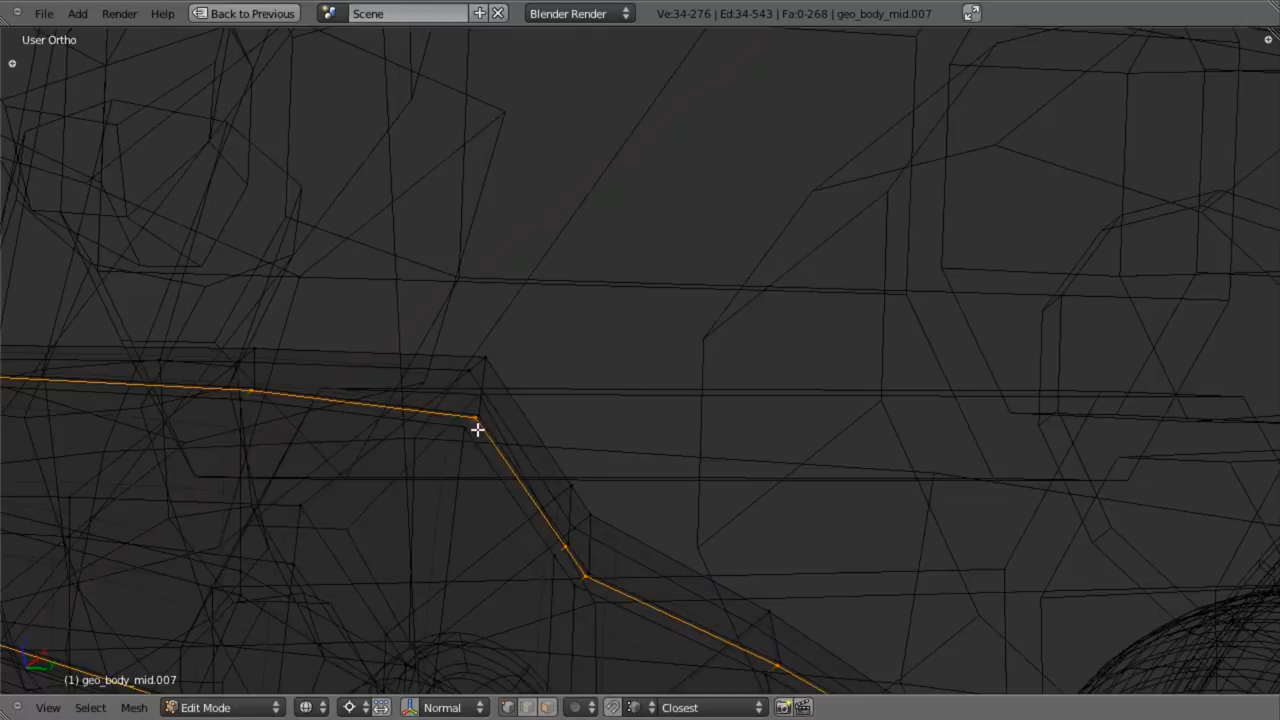 File Add Render Help Back to Previous Scene Blender Render Ve:34-276 | Ed:34-543 | Fa:0-268 | geo_body_mid.007
User Ortho
(1) geo_body_mid.007
View Select Mesh Edit Mode Normal Closest